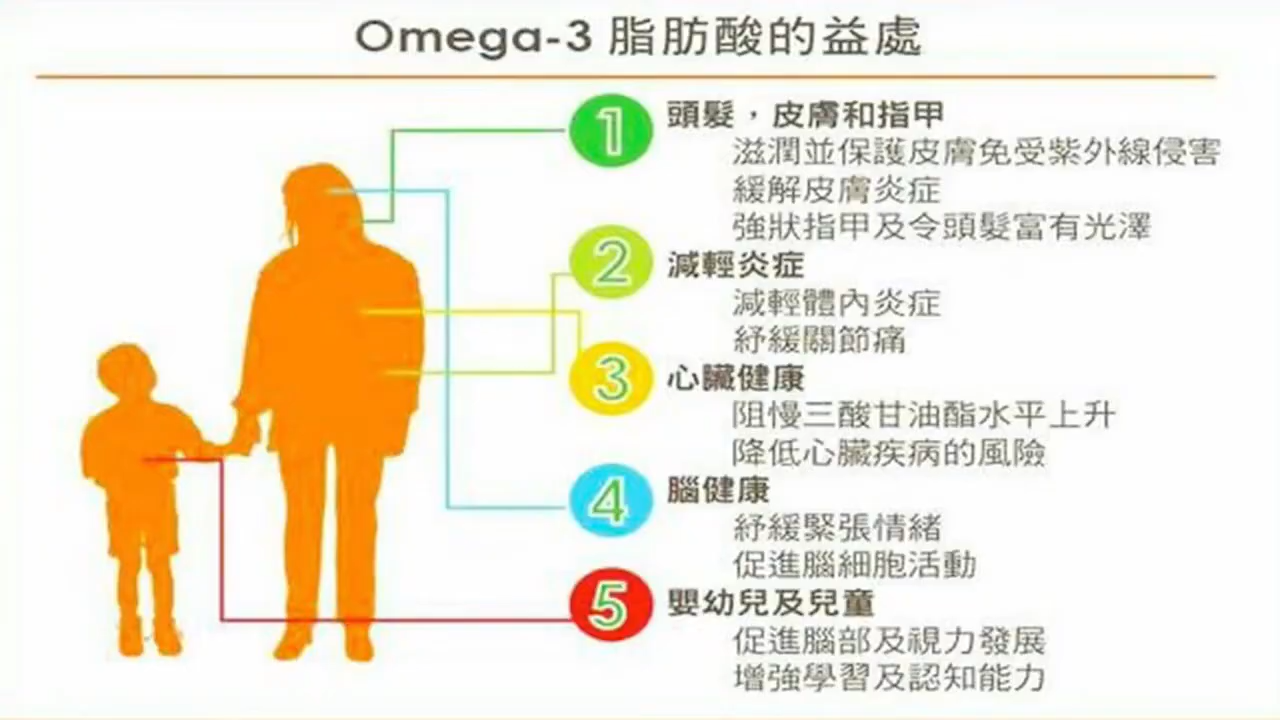 Omega-3 脂肪酸的益處
1 頭髮，皮膚和指甲
滋潤並保護皮膚免受紫外線侵害
緩解皮膚炎症
強狀指甲及令頭髮富有光澤
2 減輕炎症
減輕體內炎症
紓緩關節痛
3 心臟健康
阻慢三酸甘油酯水平上升
降低心臟疾病的風險
4 腦健康
紓緩緊張情緒
促進腦細胞活動
5 嬰幼兒及兒童
促進腦部及視力發展
增強學習及認知能力